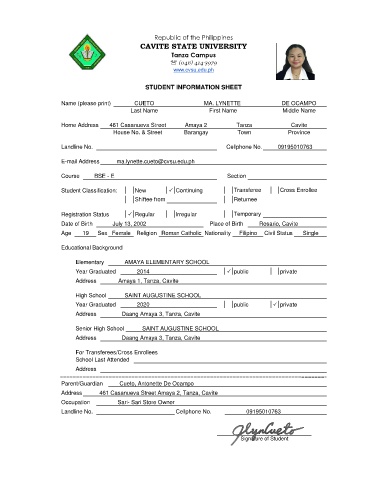 Republic of the Philippines
CAVITE STATE UNIVERSITY
Tanza Campus
☏ (046) 414-3979
www.cvsu.edu.ph
STUDENT INFORMATION SHEET
Name (please print) CUETO MA. LYNETTE DE OCAMPO
Last Name First Name Middle Name
Home Address 461 Casanueva Street Amaya 2 Tanza Cavite
House No. & Street Barangay Town Province
Landline No. Cellphone No. 09195010763
E-mail Address ma.lynette.cueto@cvsu.edu.ph
Course BSE - E Section
Student Classification: New ✓ Continuing Transferee Cross Enrollee
Shiftee from Returnee
Registration Status ✓ Regular Irregular Temporary
Date of Birth July 13, 2002 Place of Birth Rosario, Cavite
Age 19 Sex Female Religion Roman Catholic Nationality Filipino Civil Status Single
Educational Background
Elementary AMAYA ELEMENTARY SCHOOL
Year Graduated 2014 ✓ public private
Address Amaya 1, Tanza, Cavite
High School SAINT AUGUSTINE SCHOOL
Year Graduated 2020 public ✓ private
Address Daang Amaya 3, Tanza, Cavite
Senior High School SAINT AUGUSTINE SCHOOL
Address Daang Amaya 3, Tanza, Cavite
For Transferees/Cross Enrollees
School Last Attended
Address
Parent/Guardian Cueto, Antonette De Ocampo
Address 461 Casanueva Street Amaya 2, Tanza, Cavite
Occupation Sari- Sari Store Owner
Landline No. Cellphone No. 09195010763
Signature of Student